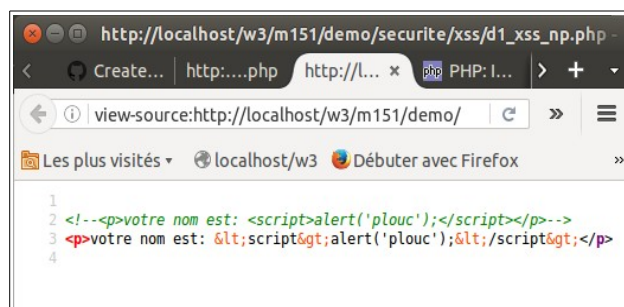 http://localhost/w3/m151/demo/securite/xss/d1_xss_np.php -
Create... http:....php http://l... × php PHP: I...
view-source:http://localhost/w3/m151/demo/
Les plus visités localhost/w3 Débuter avec Firefox »
1
2 <!--<p>votre nom est: <script>alert('plouc');</script></p>-->
3 <p>votre nom est: &lt;script&gt;alert('plouc');&lt;/script&gt;</p>
4